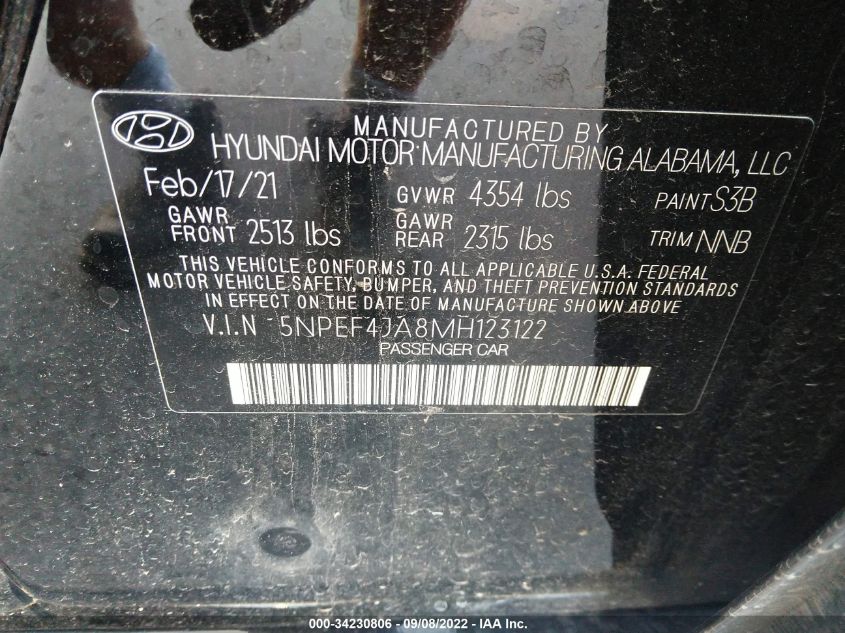 MANUFACTURED BY
HYUNDAI MOTOR MANUFACTURING ALABAMA, LLC
Feb/17/21 GVWR 4354 lbs PAINT S3B
GAWR FRONT 2513 lbs GAWR REAR 2315 lbs TRIM NNB
THIS VEHICLE CONFORMS TO ALL APPLICABLE U.S.A. FEDERAL
MOTOR VEHICLE SAFETY, BUMPER, AND THEFT PREVENTION STANDARDS
IN EFFECT ON THE DATE OF MANUFACTURE SHOWN ABOVE
V.I.N 5NPEF4JA8MH123122
PASSENGER CAR
000-34230806 - 09/08/2022 - IAA Inc.